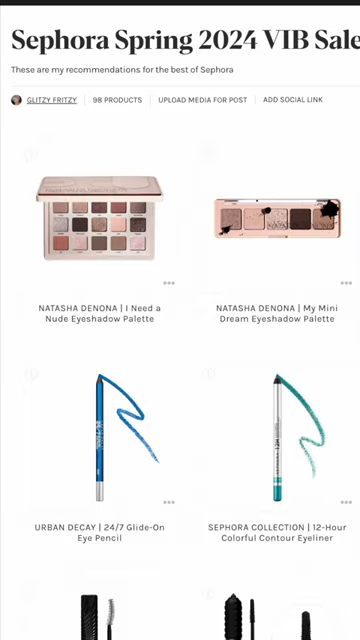 Sephora Spring 2024 VIB Sale
These are my recommendations for the best of Sephora
GLITZY FRITZY 98 PRODUCTS UPLOAD MEDIA FOR POST ADD SOCIAL LINK
NATASHA DENONA | I Need a
Nude Eyeshadow Palette
NATASHA DENONA | My Mini
Dream Eyeshadow Palette
URBAN DECAY | 24/7 Glide-On
Eye Pencil
SEPHORA COLLECTION | 12-Hour
Colorful Contour Eyeliner